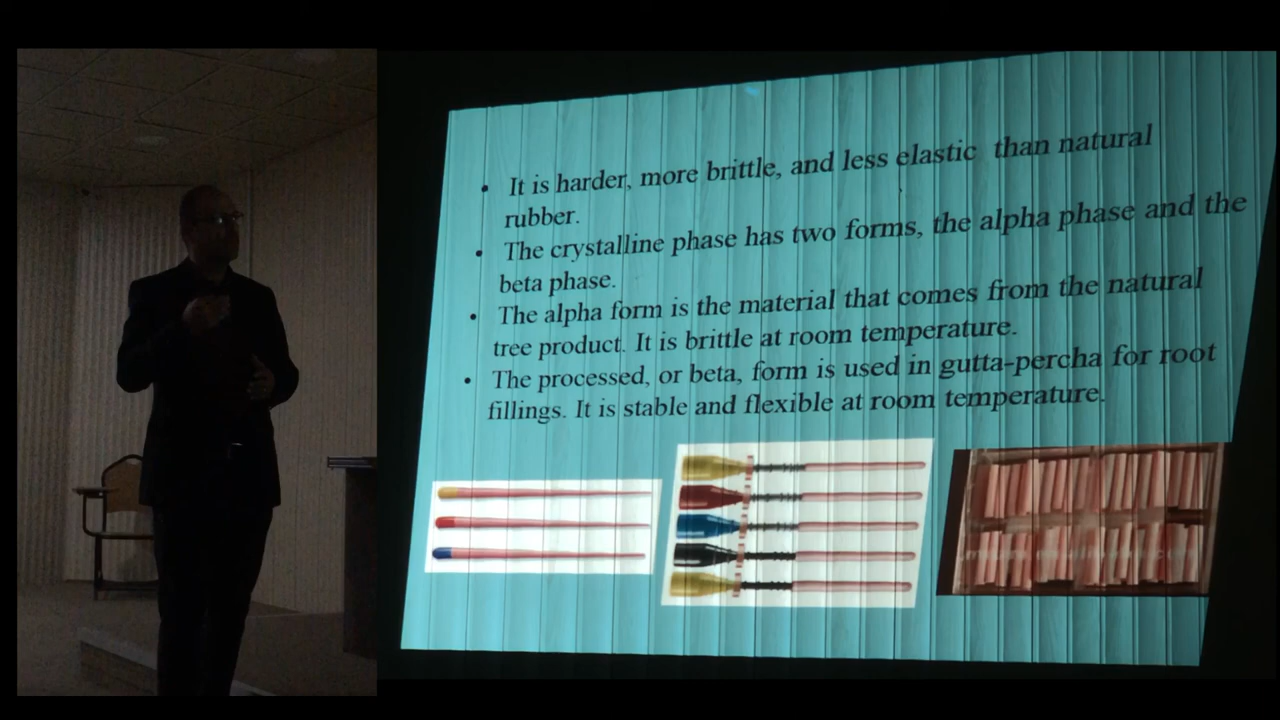 • It is harder, more brittle, and less elastic than natural
rubber.
• The crystalline phase has two forms, the alpha phase and the
beta phase.
• The alpha form is the material that comes from the natural
tree product. It is brittle at room temperature.
• The processed, or beta, form is used in gutta-percha for root
fillings. It is stable and flexible at room temperature.